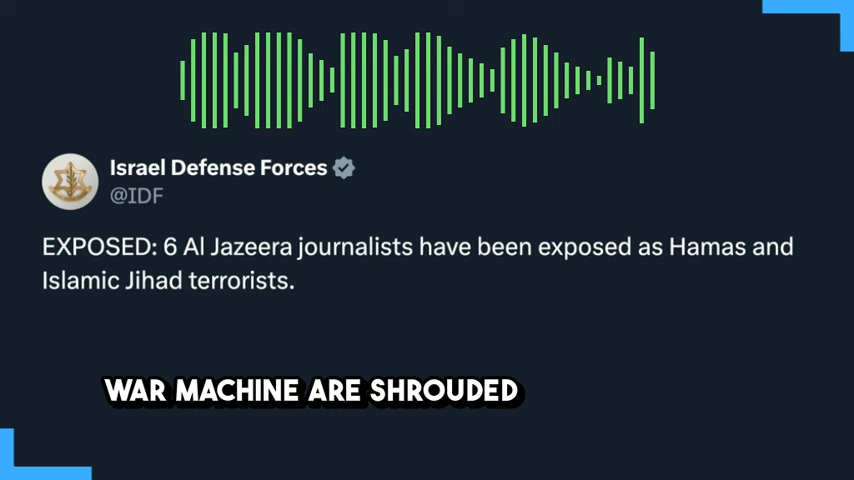 Israel Defense Forces
@IDF
EXPOSED: 6 Al Jazeera journalists have been exposed as Hamas and
Islamic Jihad terrorists.
WAR MACHINE ARE SHROUDED